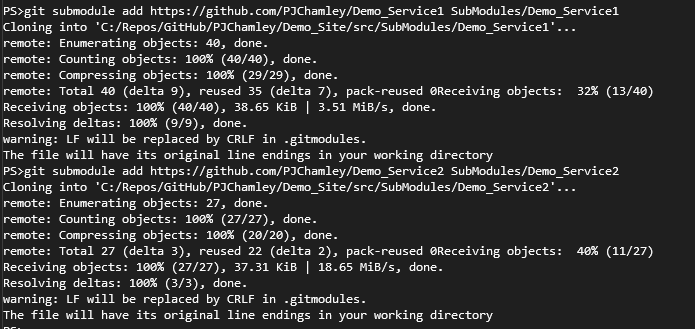 PS>git submodule add https://github.com/PJChamley/Demo_Service1 SubModules/Demo_Service1
Cloning into 'C:/Repos/GitHub/PJChamley/Demo_Site/src/SubModules/Demo_Service1'...
remote: Enumerating objects: 40, done.
remote: Counting objects: 100% (40/40), done.
remote: Compressing objects: 100% (29/29), done.
remote: Total 40 (delta 9), reused 35 (delta 7), pack-reused 0Receiving objects:  32% (13/40)
Receiving objects: 100% (40/40), 38.65 KiB | 3.51 MiB/s, done.
Resolving deltas: 100% (9/9), done.
warning: LF will be replaced by CRLF in .gitmodules.
The file will have its original line endings in your working directory
PS>git submodule add https://github.com/PJChamley/Demo_Service2 SubModules/Demo_Service2
Cloning into 'C:/Repos/GitHub/PJChamley/Demo_Site/src/SubModules/Demo_Service2'...
remote: Enumerating objects: 27, done.
remote: Counting objects: 100% (27/27), done.
remote: Compressing objects: 100% (20/20), done.
remote: Total 27 (delta 3), reused 22 (delta 2), pack-reused 0Receiving objects:  40% (11/27)
Receiving objects: 100% (27/27), 37.31 KiB | 18.65 MiB/s, done.
Resolving deltas: 100% (3/3), done.
warning: LF will be replaced by CRLF in .gitmodules.
The file will have its original line endings in your working directory
PS>